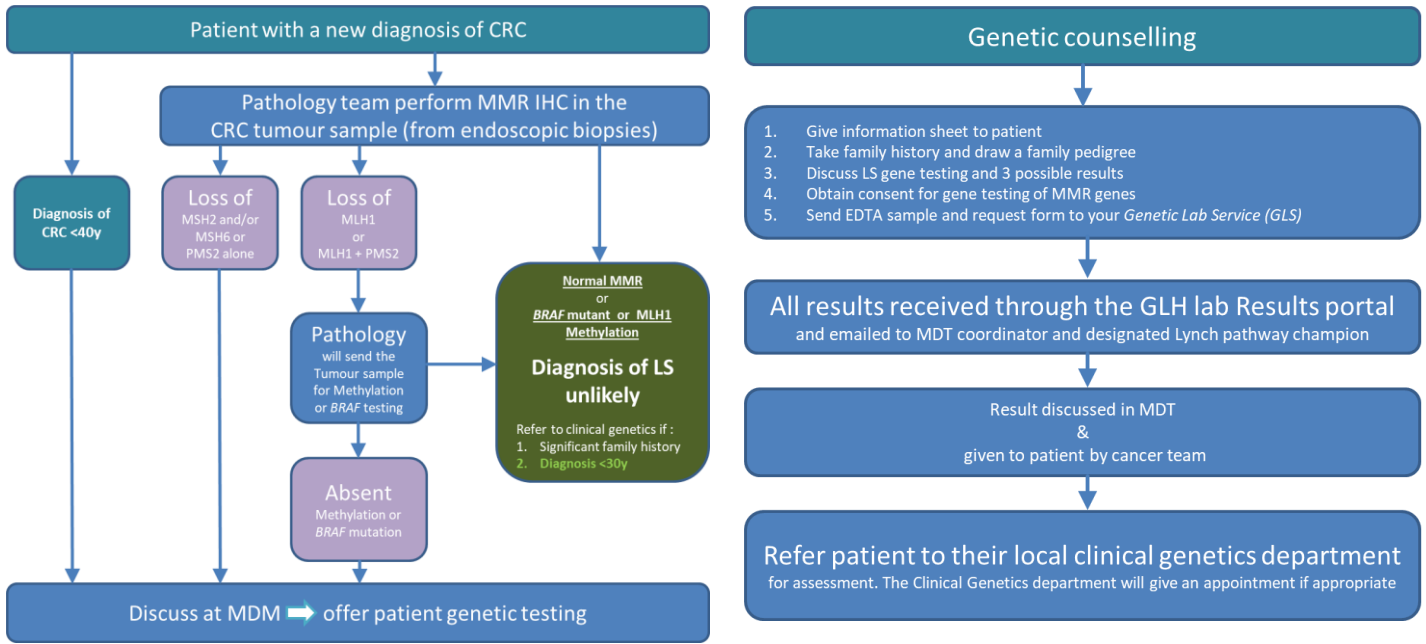 Patient with a new diagnosis of CRC
Pathology team perform MMR IHC in the
CRC tumour sample (from endoscopic biopsies)
Diagnosis of
CRC <40y
Loss of
MSH2 and/or
MSH6 or
PMS2 alone
Loss of
MLH1
or
MLH1 + PMS2
Pathology
will send the
Tumour sample
for Methylation
or BRAF testing
Absent
Methylation or
BRAF mutation
Normal MMR
or
BRAF mutant or MLH1
Methylation
Diagnosis of LS
unlikely
Refer to clinical genetics if :
1. Significant family history
2. Diagnosis <30y
Discuss at MDM offer patient genetic testing
Genetic counselling
1. Give information sheet to patient
2. Take family history and draw a family pedigree
3. Discuss LS gene testing and 3 possible results
4. Obtain consent for gene testing of MMR genes
5. Send EDTA sample and request form to your Genetic Lab Service (GLS)
All results received through the GLH lab Results portal
and emailed to MDT coordinator and designated Lynch pathway champion
Result discussed in MDT
&
given to patient by cancer team
Refer patient to their local clinical genetics department
for assessment. The Clinical Genetics department will give an appointment if appropriate